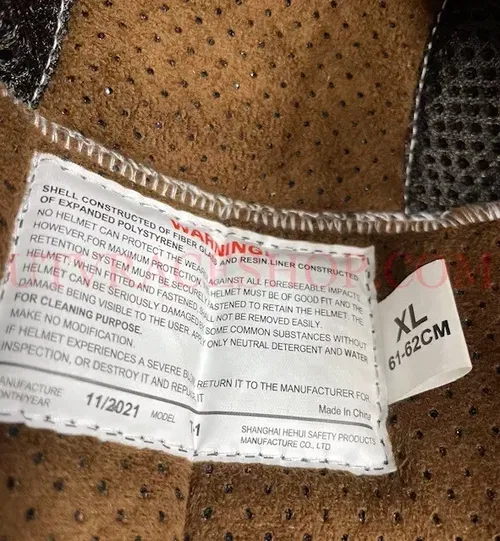 SHELL CONSTRUCTED OF FIBER GLASS AND RESIN.LINER CONSTRUCTED
OF EXPANDED POLYSTYRENE
WARNING:
NO HELMET CAN PROTECT THE WEARER AGAINST ALL FORESEEABLE IMPACTS.
HOWEVER,FOR MAXIMUM PROTECTION HELMET MUST BE OF GOOD FIT AND THE
RETENTION SYSTEM MUST BE SECURELY FASTENED TO RETAIN THE HELMET. THE
HELMET WHEN FITTED AND FASTENED SHALL NOT BE REMOVED EASILY.
HELMET CAN BE SERIOUSLY DAMAGED BY SOME COMMON SUBSTANCES WITHOUT
DAMAGE BEING VISIBLE TO THE USER. APPLY ONLY NEUTRAL DETERGENT AND WATER
FOR CLEANING PURPOSE.
MAKE NO MODIFICATION.
IF HELMET EXPERIENCES A SEVERE BLOW RETURN IT TO THE MANUFACTURER FOR
INSPECTION, OR DESTROY IT AND REPLACE IT
Made in China
MANUFACTURE
MONTH/YEAR 11/2021 MODEL T-1
SHANGHAI HEHUI SAFETY PRODUCTS
MANUFACTURE CO., LTD.
XL
61-62CM